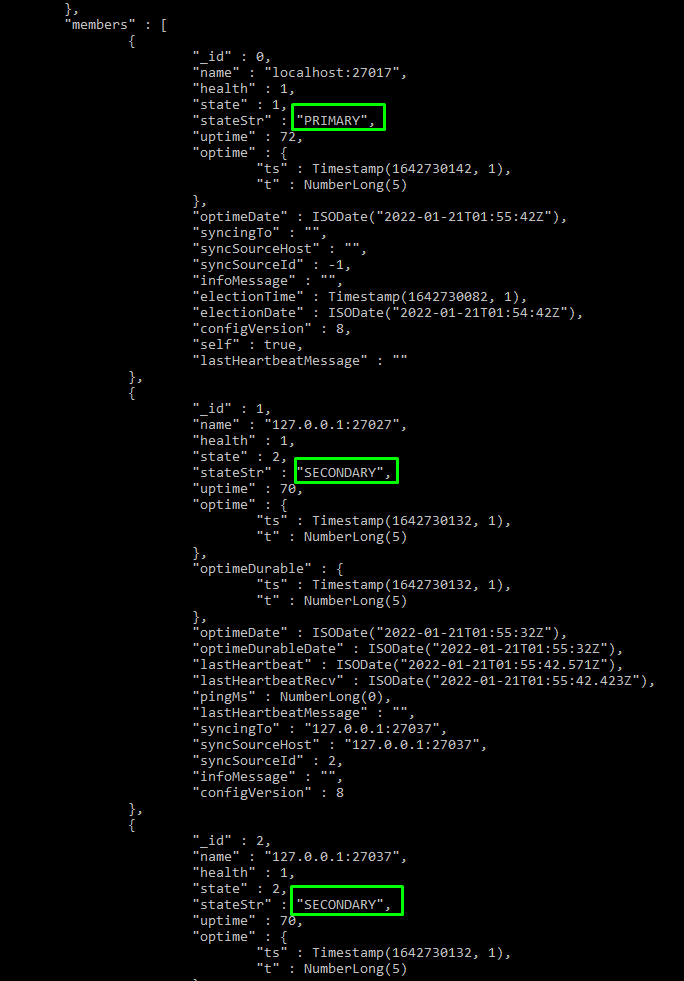 },
"members" : [
{
"_id" : 0,
"name" : "localhost:27017",
"health" : 1,
"state" : 1,
"stateStr" : "PRIMARY",
"uptime" : 72,
"optime" : {
"ts" : Timestamp(1642730142, 1),
"t" : NumberLong(5)
},
"optimeDate" : ISODate("2022-01-21T01:55:42Z"),
"syncingTo" : "",
"syncSourceHost" : "",
"syncSourceId" : -1,
"infoMessage" : "",
"electionTime" : Timestamp(1642730082, 1),
"electionDate" : ISODate("2022-01-21T01:54:42Z"),
"configVersion" : 8,
"self" : true,
"lastHeartbeatMessage" : ""
},
{
"_id" : 1,
"name" : "127.0.0.1:27027",
"health" : 1,
"state" : 2,
"stateStr" : "SECONDARY",
"uptime" : 70,
"optime" : {
"ts" : Timestamp(1642730132, 1),
"t" : NumberLong(5)
},
"optimeDurable" : {
"ts" : Timestamp(1642730132, 1),
"t" : NumberLong(5)
},
"optimeDate" : ISODate("2022-01-21T01:55:32Z"),
"optimeDurableDate" : ISODate("2022-01-21T01:55:32Z"),
"lastHeartbeat" : ISODate("2022-01-21T01:55:42.571Z"),
"lastHeartbeatRecv" : ISODate("2022-01-21T01:55:42.423Z"),
"pingMs" : NumberLong(0),
"lastHeartbeatMessage" : "",
"syncingTo" : "127.0.0.1:27037",
"syncSourceHost" : "127.0.0.1:27037",
"syncSourceId" : 2,
"infoMessage" : "",
"configVersion" : 8
},
{
"_id" : 2,
"name" : "127.0.0.1:27037",
"health" : 1,
"state" : 2,
"stateStr" : "SECONDARY",
"uptime" : 70,
"optime" : {
"ts" : Timestamp(1642730132, 1),
"t" : NumberLong(5)